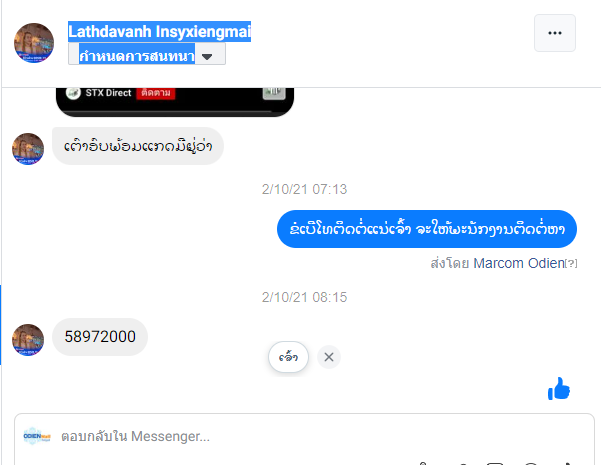 Lathdavanh Insyxiengmai
กำหนดการสนทนา
STX Direct ติดตาม
ເຕົາອົບພ້ອມແກດມີຢູ່ວ່າ
2/10/21 07:13
ຂໍເບີໂທຕິດຕໍ່ແນ່ເຈົ້າ ຈະໃຫ້ພະນັກງານຕິດຕໍ່ຫາ
ส่งโดย Marcom Odien[?]
2/10/21 08:15
58972000
ເຈົ້າ
ODIEN
ตอบกลับใน Messenger...